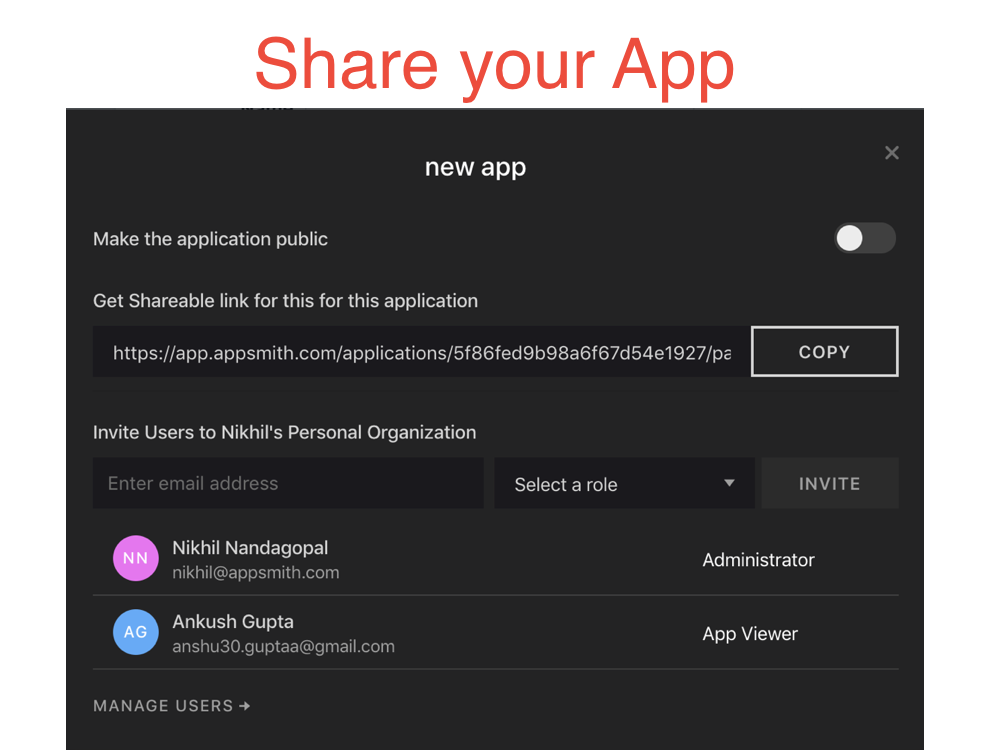 Share your App
new app
Make the application public
Get Shareable link for this for this application
https://app.appsmith.com/applications/5f86fed9b98a6f67d54e1927/pa
COPY
Invite Users to Nikhil's Personal Organization
Enter email address
Select a role
INVITE
NN
Nikhil Nandagopal
nikhil@appsmith.com
Administrator
AG
Ankush Gupta
anshu30.guptaa@gmail.com
App Viewer
MANAGE USERS